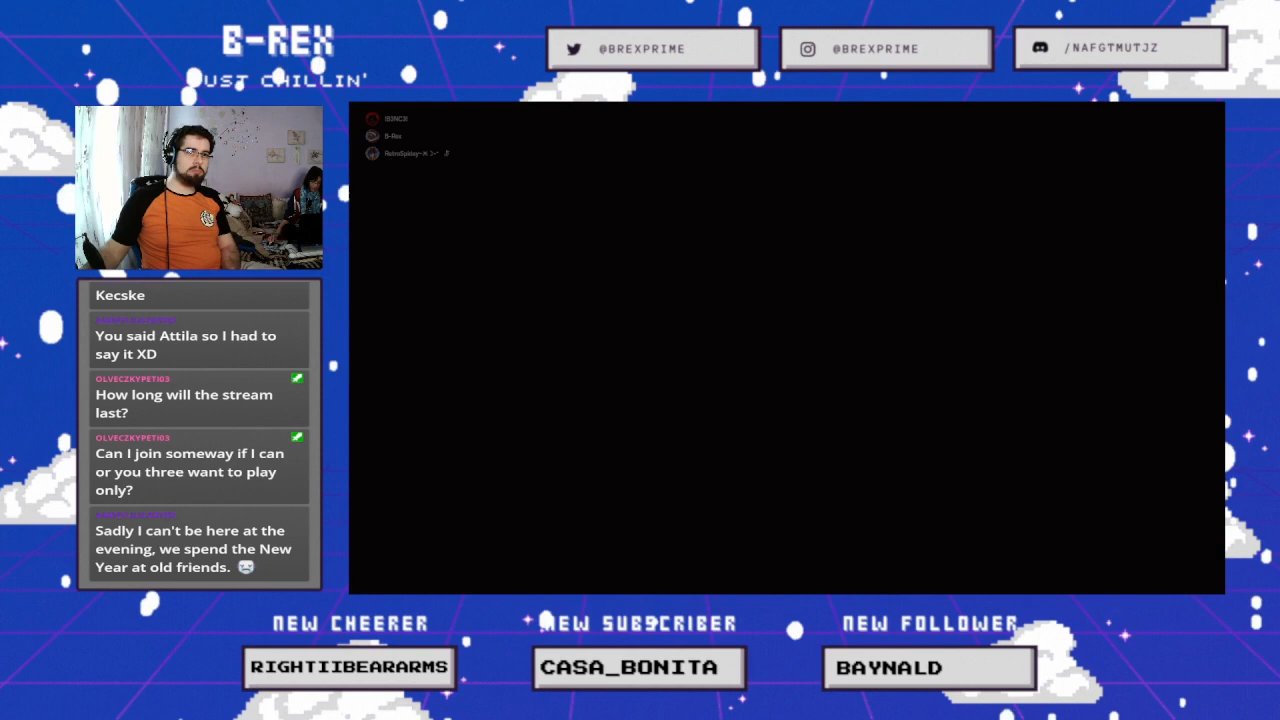 B-REX
JUST CHILLIN'
@BREXPRIME
@BREXPRIME
/NAFGTMUTJZ
B-Rex
Kecske
You said Attila so I had to
say it XD
OLVECZKYPETI03
How long will the stream
last?
OLVECZKYPETI03
Can I join someway if I can
or you three want to play
only?
Sadly I can't be here at the
evening, we spend the New
Year at old friends.
NEW CHEERER
NEW SUBSCRIBER
NEW FOLLOWER
RIGHTIIBEARARMS
CASA_BONITA
BAYNALD